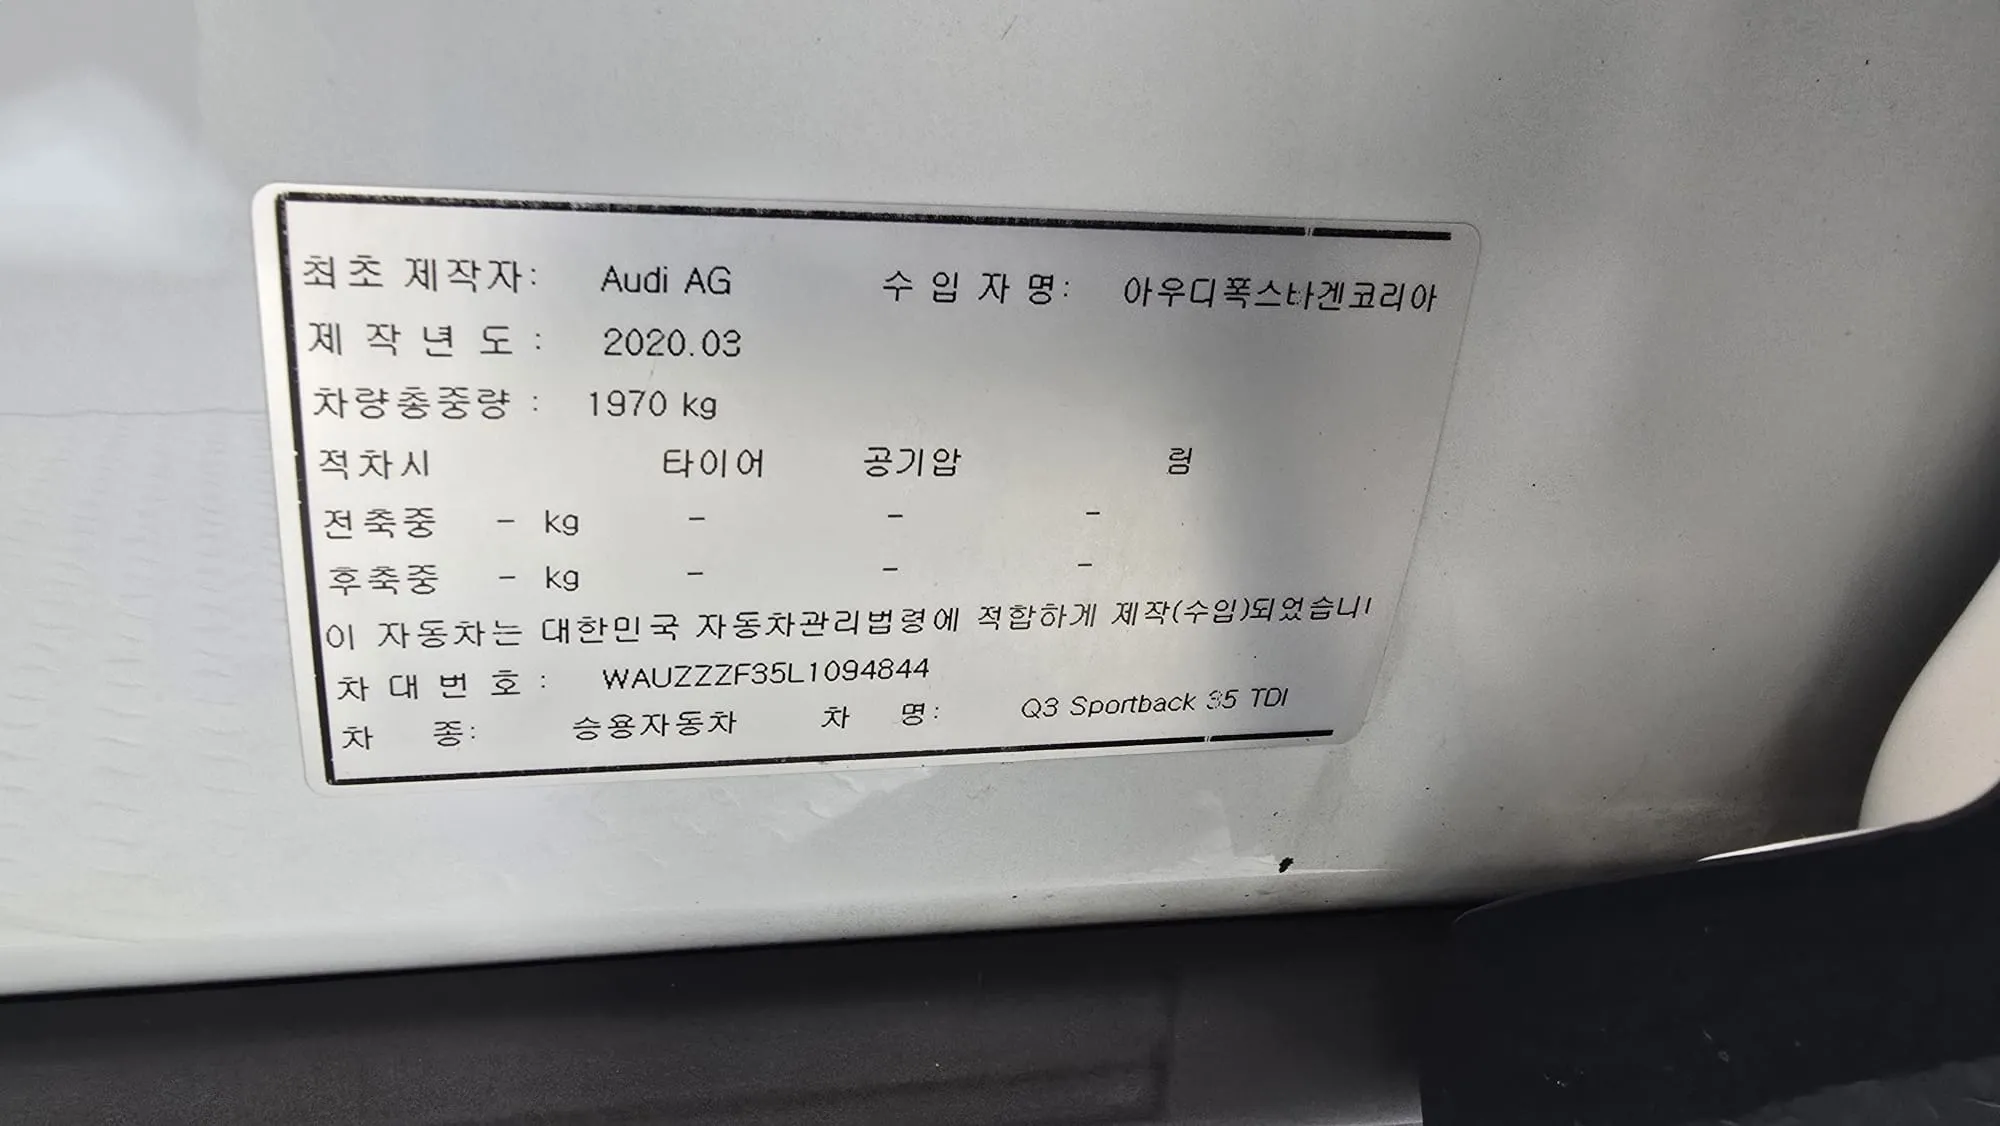 최초 제작자: Audi AG 수 입 자 명: 아우디폭스바겐코리아
제 작 년 도 : 2020.03
차량총중량 : 1970 kg
적차시 타이어 공기압 림
전축중 - kg - - -
후축중 - kg - - -
이 자동차는 대한민국 자동차관리법령에 적합하게 제작(수입)되었습니
차 대 번 호 : WAUZZZF35L1094844
차 종: 승용자동차 차 명: Q3 Sportback 35 TDI